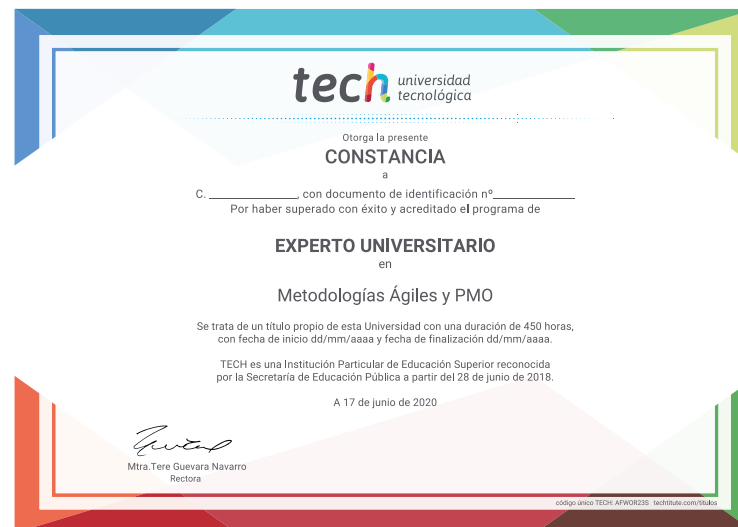 tech universidad
tecnológica
Otorga la presente
CONSTANCIA
a
C. ______________, con documento de identificación nº____________
Por haber superado con éxito y acreditado el programa de
EXPERTO UNIVERSITARIO
en
Metodologías Ágiles y PMO
Se trata de un título propio de esta Universidad con una duración de 450 horas,
con fecha de inicio dd/mm/aaaa y fecha de finalización dd/mm/aaaa.
TECH es una Institución Particular de Educación Superior reconocida
por la Secretaría de Educación Pública a partir del 28 de junio de 2018.
A 17 de junio de 2020
Mtra.Tere Guevara Navarro
Rectora
código único TECH: AFWOR23S techtitute.com/titulos